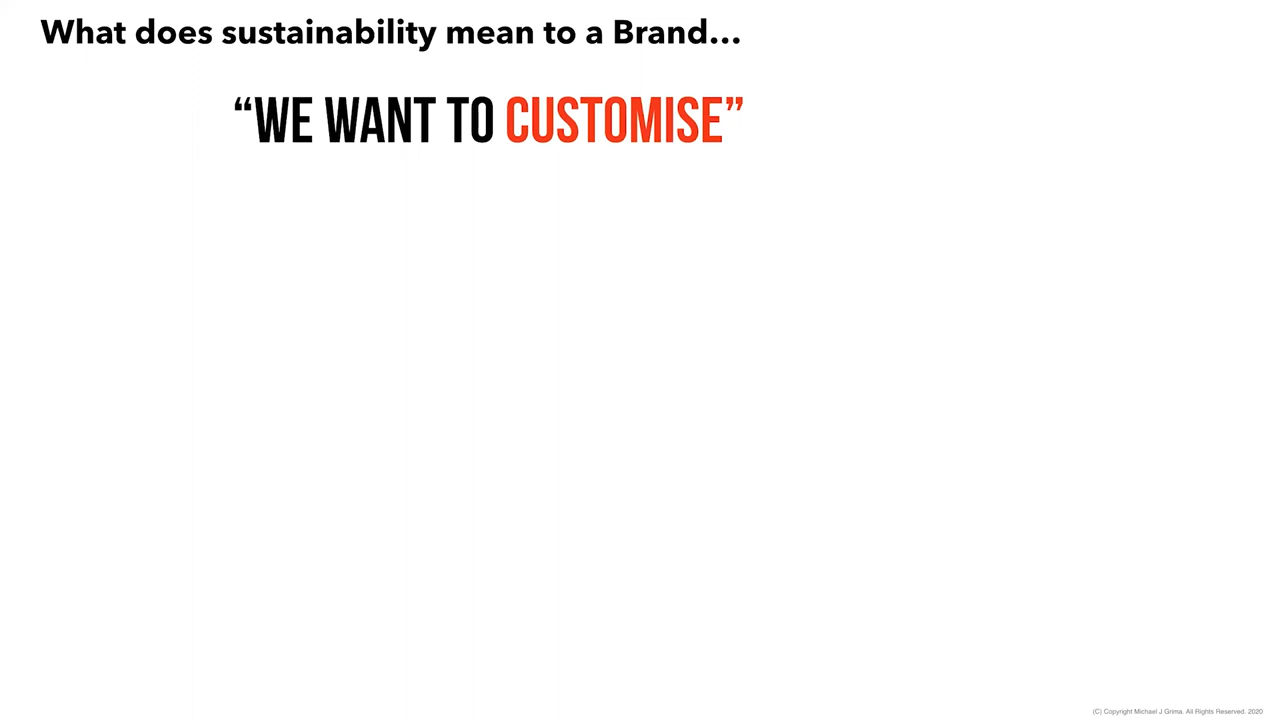 What does sustainability mean to a Brand...
“WE WANT TO CUSTOMISE”
(C) Copyright Michael J Grima. All Rights Reserved. 2020